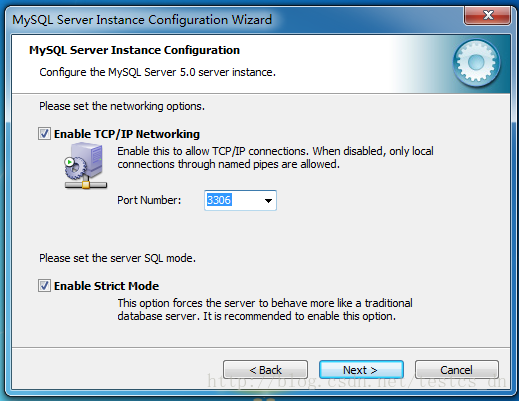 MySQL Server Instance Configuration Wizard
MySQL Server Instance Configuration
Configure the MySQL Server 5.0 server instance.
Please set the networking options.
Enable TCP/IP Networking
Enable this to allow TCP/IP connections. When disabled, only local
connections through named pipes are allowed.
Port Number:
3306
Please set the server SQL mode.
Enable Strict Mode
This option forces the server to behave more like a traditional
database server. It is recommended to enable this option.
< Back
Next >
Cancel
http://blog.csdn.net/testcs_dn